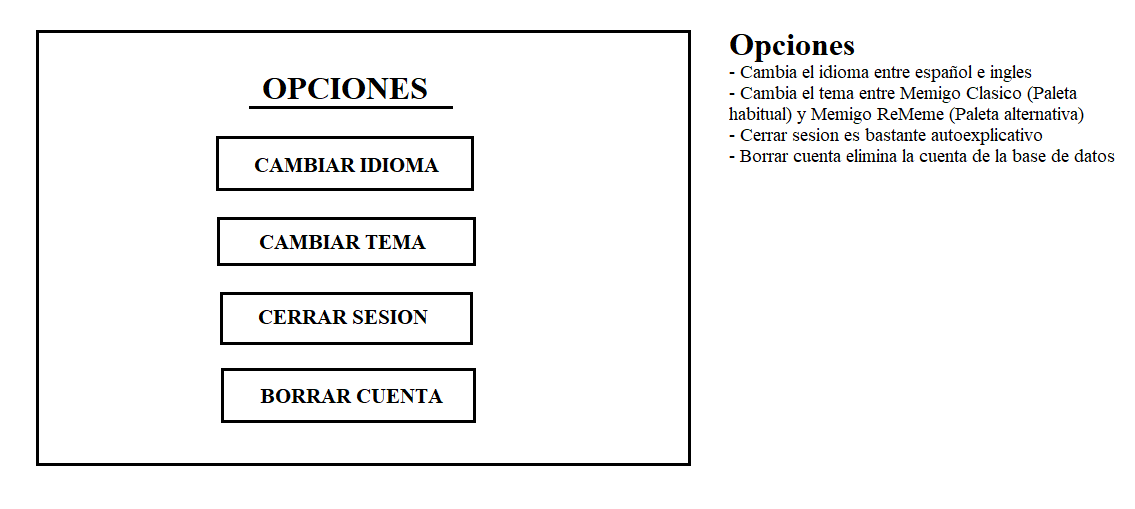 OPCIONES
CAMBIAR IDIOMA
CAMBIAR TEMA
CERRAR SESION
BORRAR CUENTA
Opciones
- Cambia el idioma entre español e ingles
- Cambia el tema entre Memigo Clasico (Paleta
habitual) y Memigo ReMeme (Paleta alternativa)
- Cerrar sesion es bastante autoexplicativo
- Borrar cuenta elimina la cuenta de la base de datos